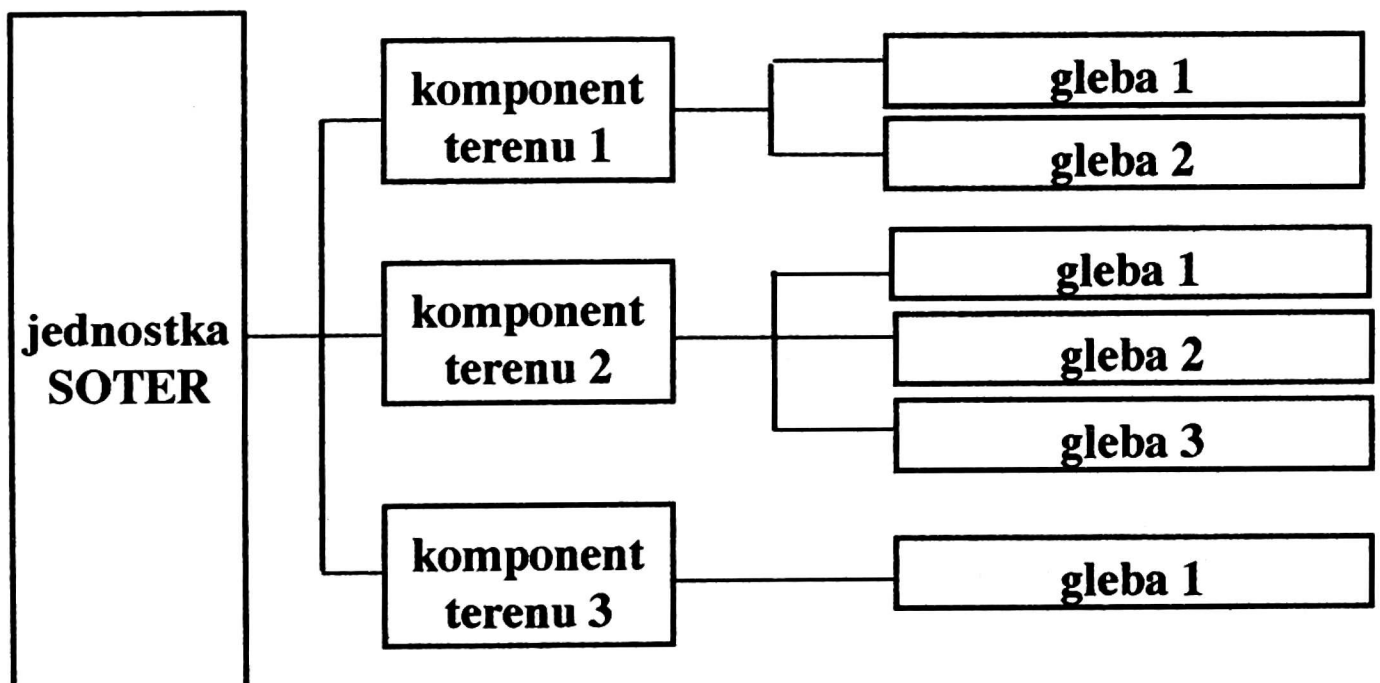 jednostka
SOTER
komponent
terenu 1
gleba 1
gleba 2
komponent
terenu 2
gleba 1
gleba 2
gleba 3
komponent
terenu 3
gleba 1